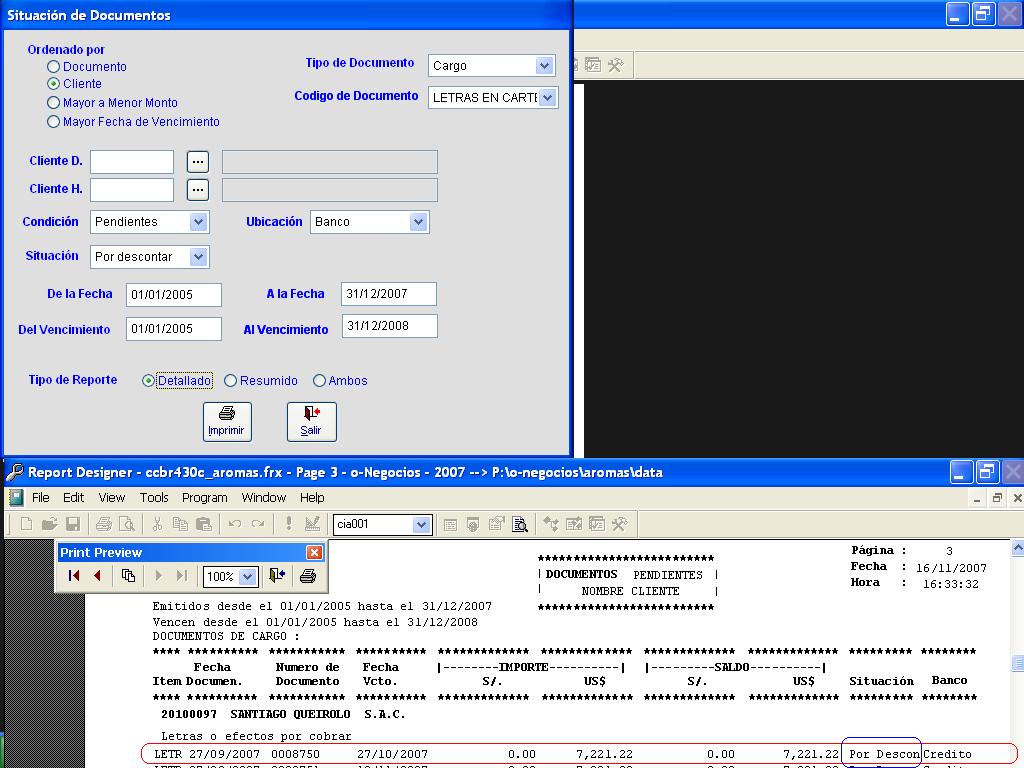 Situación de Documentos
Ordenado por
Documento
Cliente
Mayor a Menor Monto
Mayor Fecha de Vencimiento
Tipo de Documento Cargo
Codigo de Documento LETRAS EN CARTE
Cliente D. ...
Cliente H. ...
Condición Pendientes Ubicación Banco
Situación Por descontar
De la Fecha 01/01/2005 A la Fecha 31/12/2007
Del Vencimiento 01/01/2005 Al Vencimiento 31/12/2008
Tipo de Reporte Detallado Resumido Ambos
Imprimir Salir
Report Designer - ccbr430c_aromas.frx - Page 3 - o-Negocios - 2007 --> P:\o-negocios\aromas\data
File Edit View Tools Program Window Help
cia001
Print Preview
100%
Página : 3
Fecha : 16/11/2007
Hora : 16:33:32
*************************
| DOCUMENTOS PENDIENTES |
| NOMBRE CLIENTE |
*************************
Emitidos desde el 01/01/2005 hasta el 31/12/2007
Vencen desde el 01/01/2005 hasta el 31/12/2008
DOCUMENTOS DE CARGO :
**** ********** *********** ********** ************* ************* ************* ************* ********* ********
Fecha Numero de Fecha |--------IMPORTE----------| |---------SALDO----------|
Item Documen. Documento Vcto. S/. US$ S/. US$ Situación Banco
**** ********** *********** ********** ************* ************* ************* ************* ********* ********
20100097 SANTIAGO QUEIROLO S.A.C.
Letras o efectos por cobrar
LETR 27/09/2007 0008750 27/10/2007 0.00 7,221.22 0.00 7,221.22 Por Descon Credito